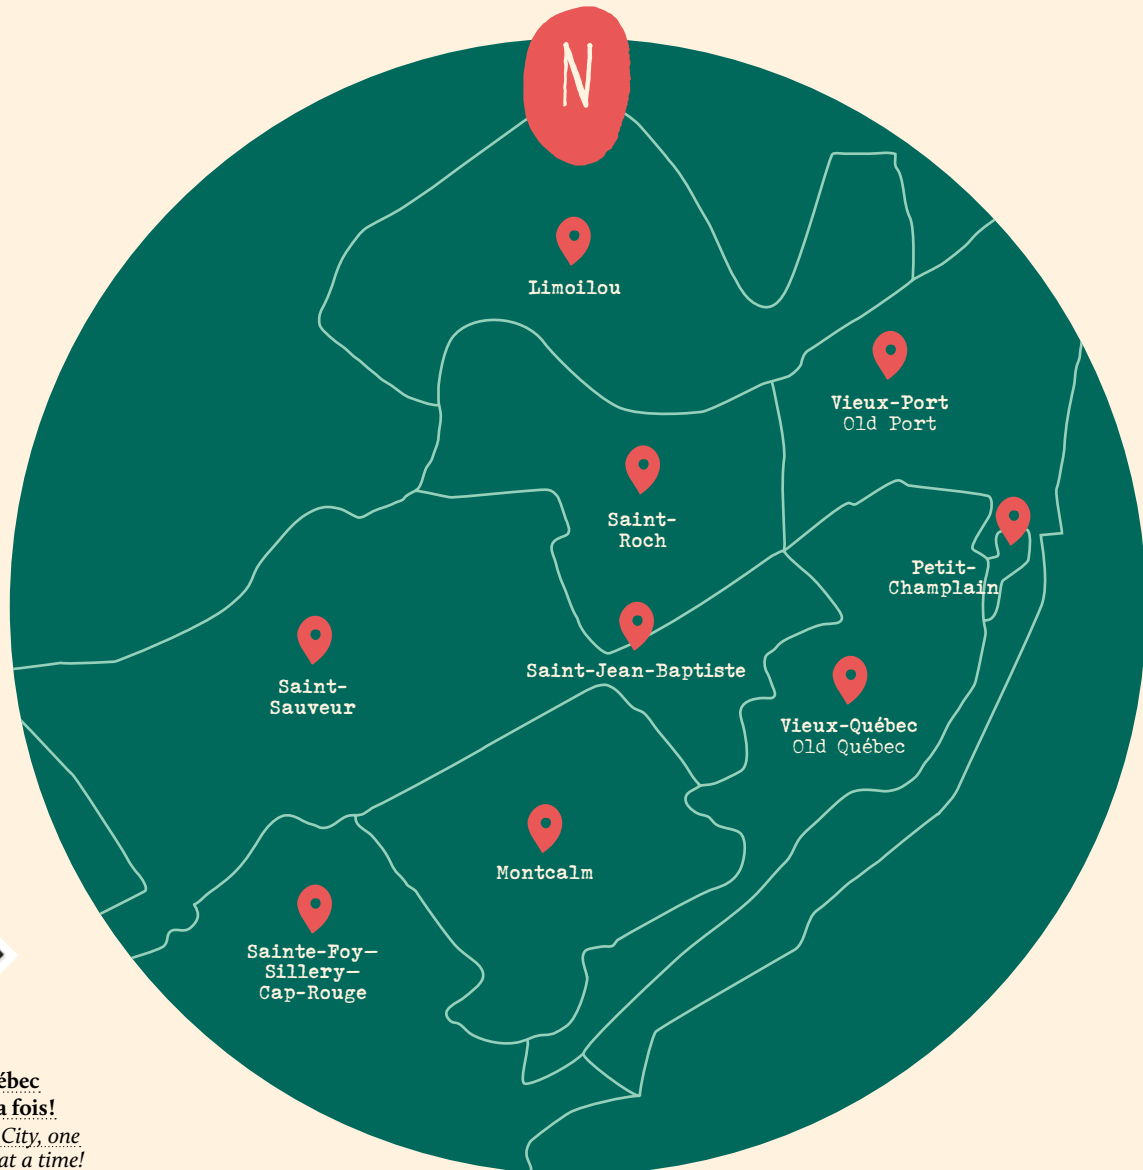 N
Limoilou
Vieux-Port
Old Port
Saint-
Roch
Petit-
Champlain
Saint-Jean-Baptiste
Saint-
Sauveur
Vieux-Québec
Old Québec
Montcalm
Sainte-Foy—
Sillery—
Cap-Rouge
a fois!
City, one
at a time!